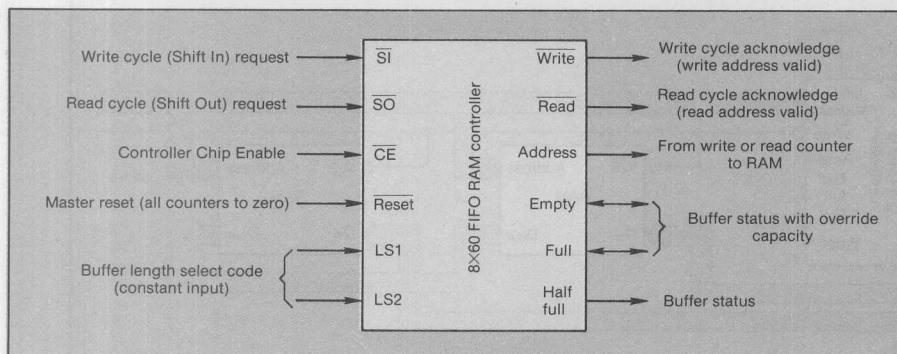 Write cycle (Shift In) request
Read cycle (Shift Out) request
Controller Chip Enable
Master reset (all counters to zero)
Buffer length select code
(constant input)
SI
SO
CE
Reset
LS1
LS2
8X60 FIFO RAM controller
Write
Read
Address
Empty
Full
Half
full
Write cycle acknowledge
(write address valid)
Read cycle acknowledge
(read address valid)
From write or read counter
to RAM
Buffer status with override
capacity
Buffer status